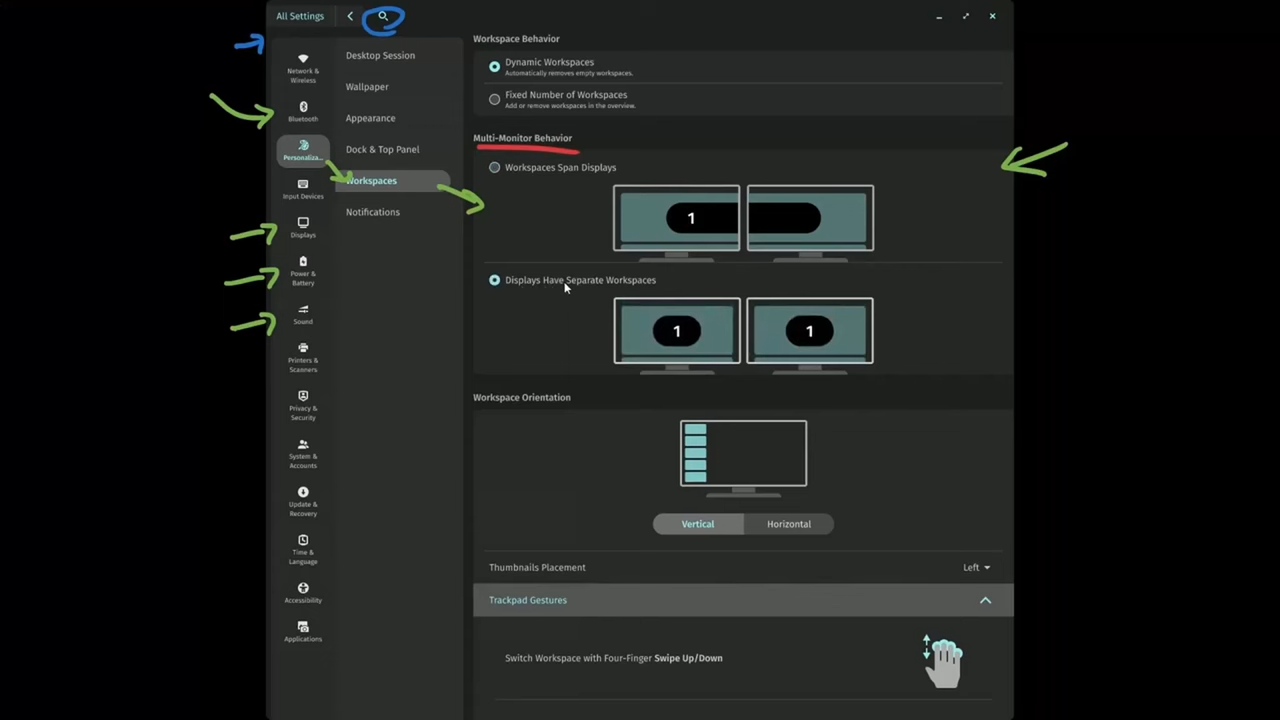 All Settings
Network &
Wireless
Bluetooth
Personaliza...
Input Devices
Displays
Power &
Battery
Sound
Printers &
Scanners
Privacy &
Security
System &
Accounts
Update &
Recovery
Time &
Language
Accessibility
Applications
Desktop Session
Wallpaper
Appearance
Dock & Top Panel
Workspaces
Notifications
Workspace Behavior
Dynamic Workspaces
Automatically removes empty workspaces.
Fixed Number of Workspaces
Add or remove workspaces in the overview.
Multi-Monitor Behavior
Workspaces Span Displays
1
Displays Have Separate Workspaces
1 1
Workspace Orientation
Vertical Horizontal
Thumbnails Placement Left
Trackpad Gestures
Switch Workspace with Four-Finger Swipe Up/Down